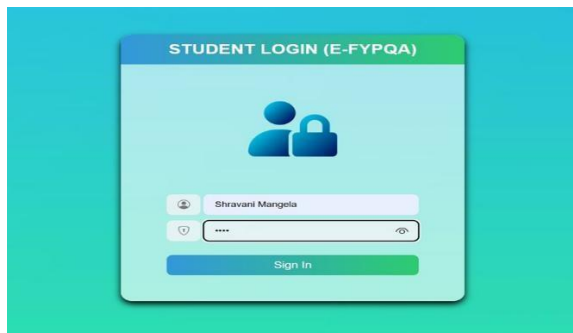 STUDENT LOGIN (E-FYPQA)
Shravani Mangela
••••
Sign In